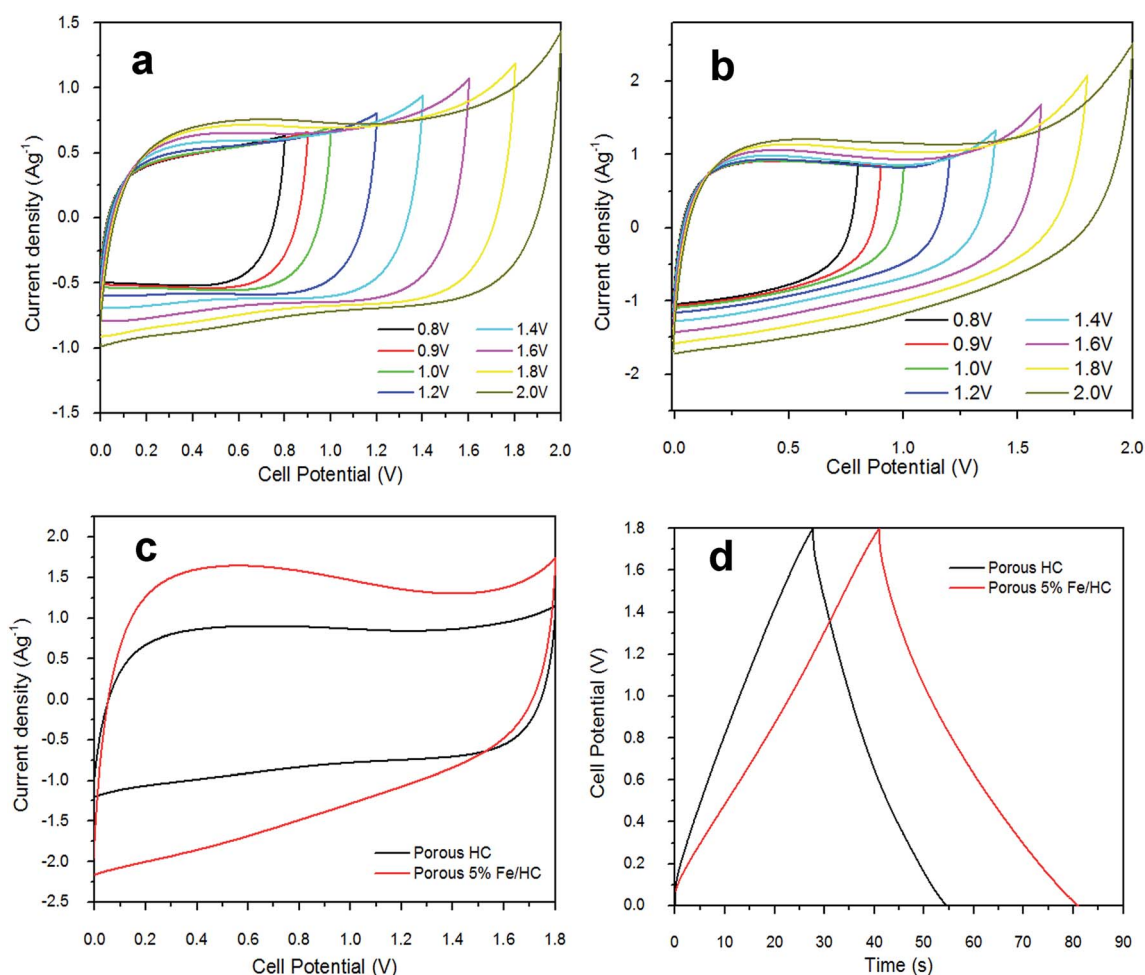 a
Current density (Ag⁻¹)
1.5
1.0
0.5
0.0
-0.5
-1.0
-1.5
0.8V 1.4V
0.9V 1.6V
1.0V 1.8V
1.2V 2.0V
0.0 0.2 0.4 0.6 0.8 1.0 1.2 1.4 1.6 1.8 2.0
Cell Potential (V)
b
Current density (Ag⁻¹)
2
1
0
-1
-2
0.8V 1.4V
0.9V 1.6V
1.0V 1.8V
1.2V 2.0V
0.0 0.5 1.0 1.5 2.0
Cell Potential (V)
c
Current density (Ag⁻¹)
2.0
1.5
1.0
0.5
0.0
-0.5
-1.0
-1.5
-2.0
-2.5
Porous HC
Porous 5% Fe/HC
0.0 0.2 0.4 0.6 0.8 1.0 1.2 1.4 1.6 1.8
Cell Potential (V)
d
Cell Potential (V)
1.8
1.6
1.4
1.2
1.0
0.8
0.6
0.4
0.2
0.0
Porous HC
Porous 5% Fe/HC
0 10 20 30 40 50 60 70 80 90
Time (s)